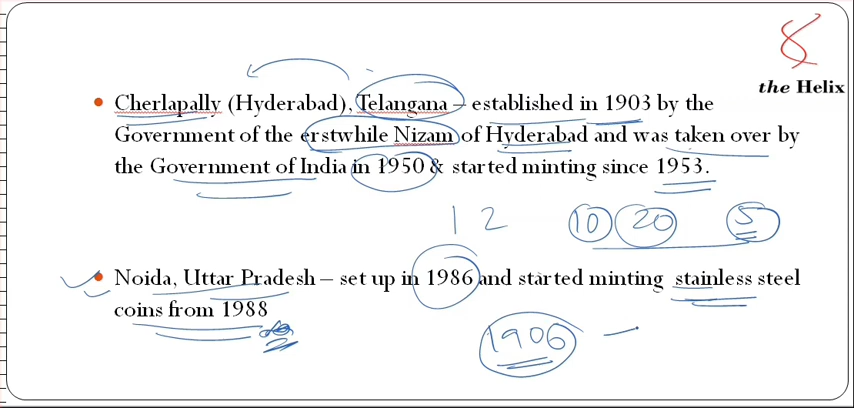 the Helix
• Cherlapally (Hyderabad), Telangana – established in 1903 by the
Government of the erstwhile Nizam of Hyderabad and was taken over by
the Government of India in 1950 & started minting since 1953.
1 2 10 20 5
• Noida, Uttar Pradesh – set up in 1986 and started minting stainless steel
coins from 1988
1906 –